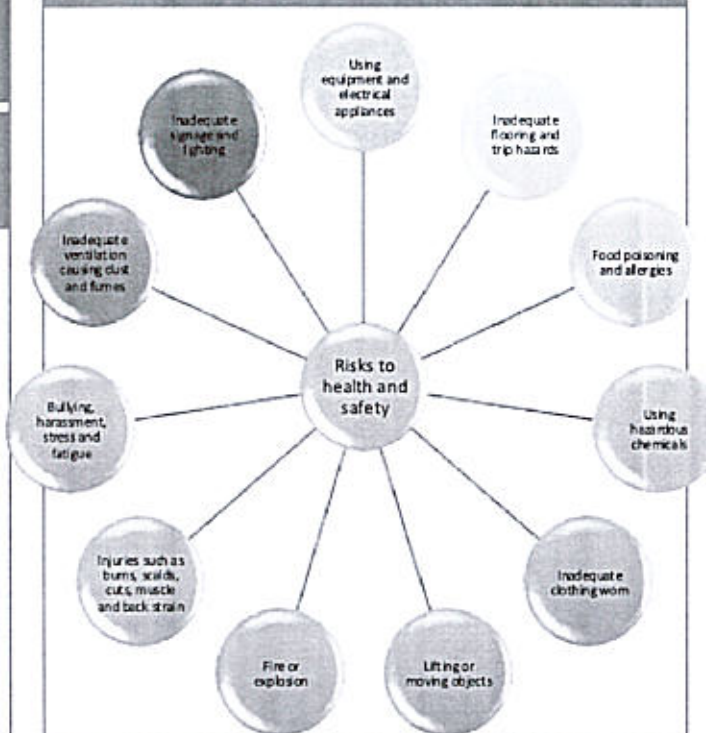 Using
equipment and
electrical
appliances
Inadequate
flooring and
trip hazards
Food poisoning
and allergies
Using
hazardous
chemicals
Inadequate
clothing worn
Lifting or
moving objects
Fire or
explosion
Injuries such as
burns, scalds,
cuts, muscle
and back strain
Bullying,
harassment,
stress and
fatigue
Inadequate
ventilation
causing dust
and fumes
Inadequate
signage and
lighting
Risks to
health and
safety